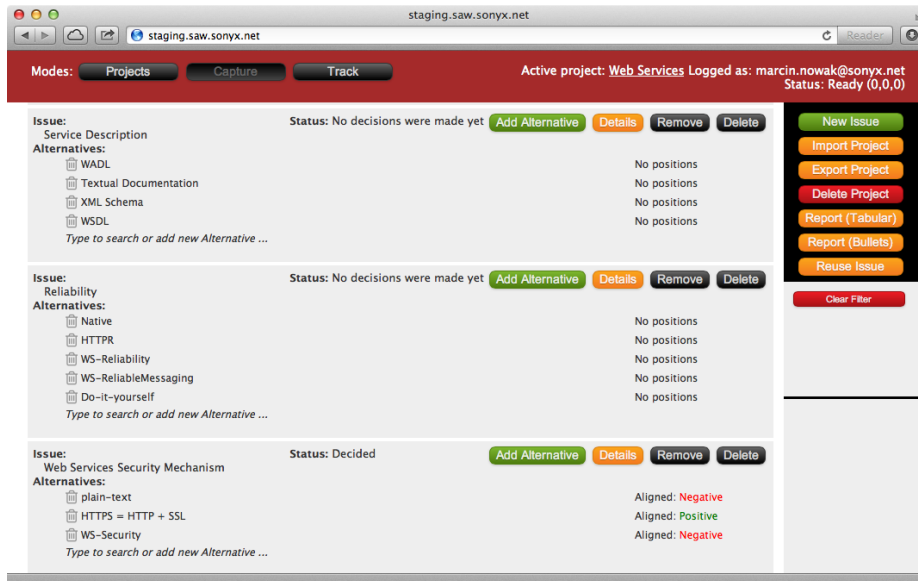 staging.saw.sonyx.net
staging.saw.sonyx.net
Reader
Modes: Projects Capture Track
Active project: Web Services Logged as: marcin.nowak@sonyx.net
Status: Ready (0,0,0)
Issue: Status: No decisions were made yet Add Alternative Details Remove Delete
Service Description
Alternatives:
WADL No positions
Textual Documentation No positions
XML Schema No positions
WSDL No positions
Type to search or add new Alternative ...
Issue: Status: No decisions were made yet Add Alternative Details Remove Delete
Reliability
Alternatives:
Native No positions
HTTPR No positions
WS-Reliability No positions
WS-ReliableMessaging No positions
Do-it-yourself No positions
Type to search or add new Alternative ...
Issue: Status: Decided Add Alternative Details Remove Delete
Web Services Security Mechanism
Alternatives:
plain-text Aligned: Negative
HTTPS = HTTP + SSL Aligned: Positive
WS-Security Aligned: Negative
Type to search or add new Alternative ...
New Issue
Import Project
Export Project
Delete Project
Report (Tabular)
Report (Bullets)
Reuse Issue
Clear Filter